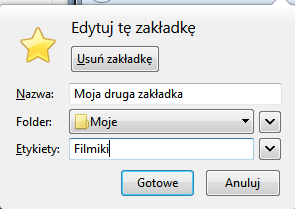 Edytuj tę zakładkę
Usuń zakładkę
Nazwa: Moja druga zakładka
Folder: Moje
Etykiety: Filmiki
Gotowe Anuluj